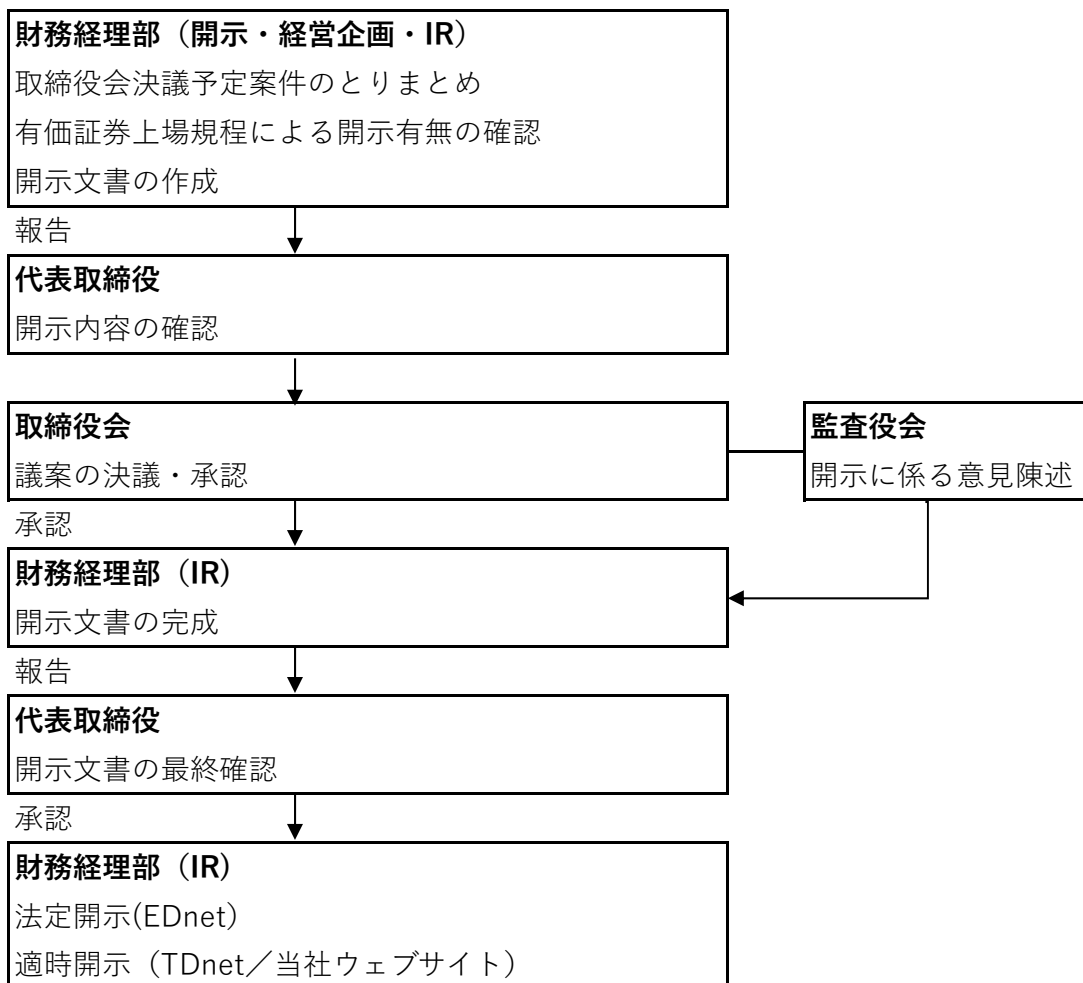 財務経理部（開示・経営企画・IR）
取締役会決議予定案件のとりまとめ
有価証券上場規程による開示有無の確認
開示文書の作成
報告
代表取締役
開示内容の確認
取締役会
議案の決議・承認
監査役会
開示に係る意見陳述
承認
財務経理部（IR）
開示文書の完成
報告
代表取締役
開示文書の最終確認
承認
財務経理部（IR）
法定開示(EDnet）
適時開示（TDnet／当社ウェブサイト）